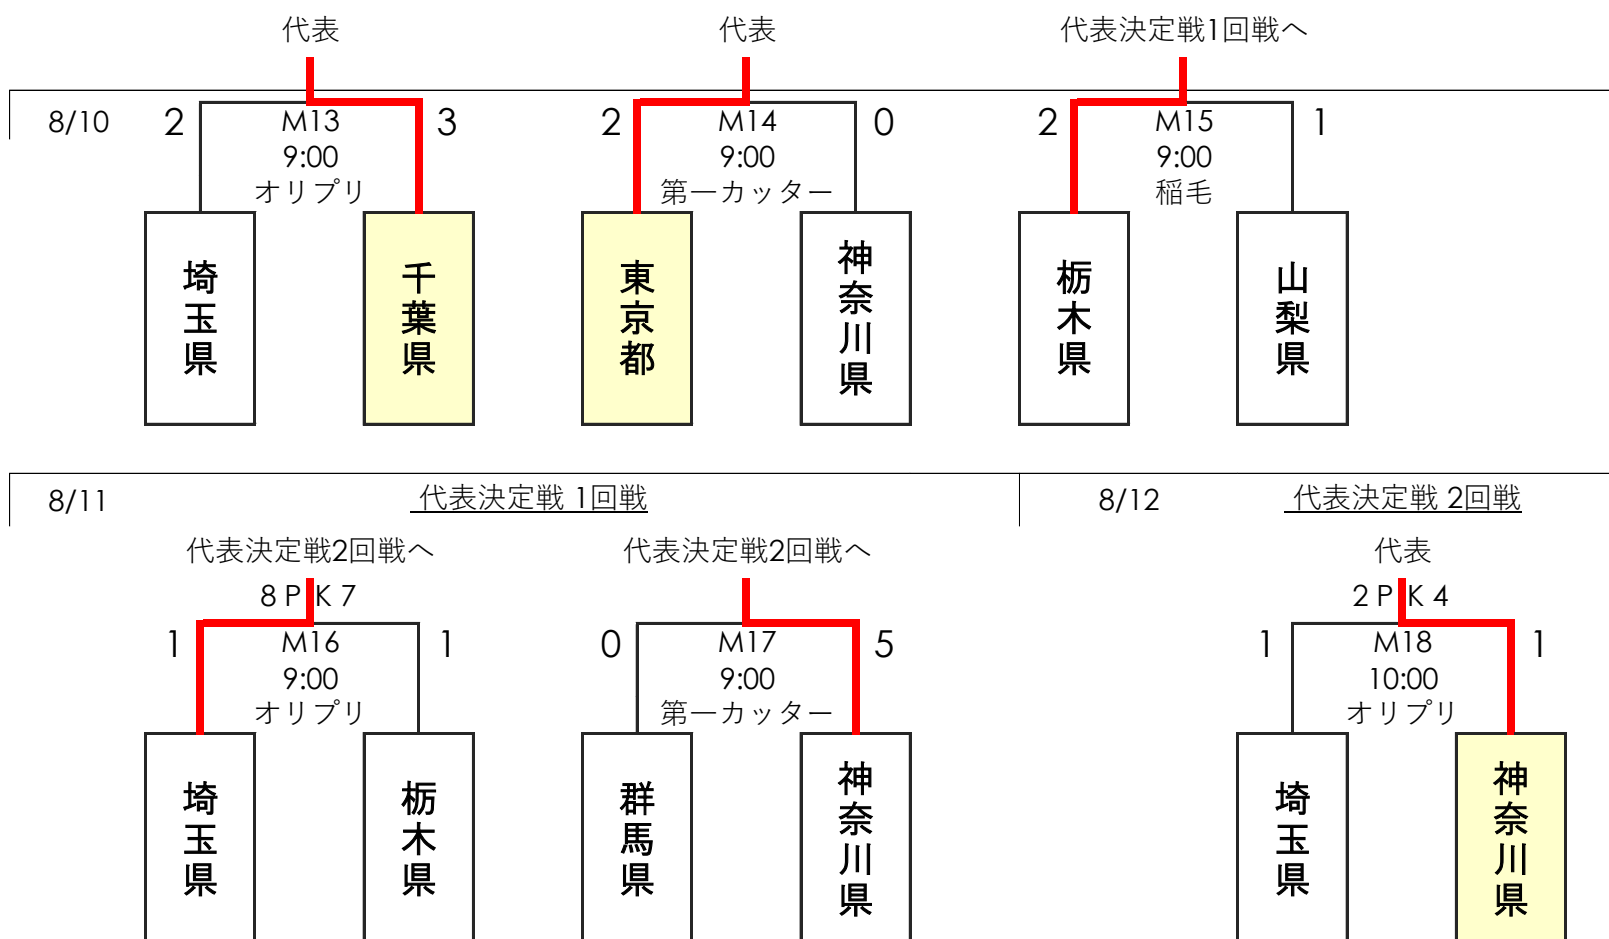 代表 代表 代表決定戦1回戦へ
8/10 2 M13 3 2 M14 0 2 M15 1
9:00 9:00 9:00
オリプリ 第一カッター 稲毛
埼玉県 千葉県 東京都 神奈川県 栃木県 山梨県
8/11 代表決定戦 1回戦 8/12 代表決定戦 2回戦
代表決定戦2回戦へ 代表決定戦2回戦へ 代表
8 P K 7 2 P K 4
1 M16 1 0 M17 5 1 M18 1
9:00 9:00 10:00
オリプリ 第一カッター オリプリ
埼玉県 栃木県 群馬県 神奈川県 埼玉県 神奈川県